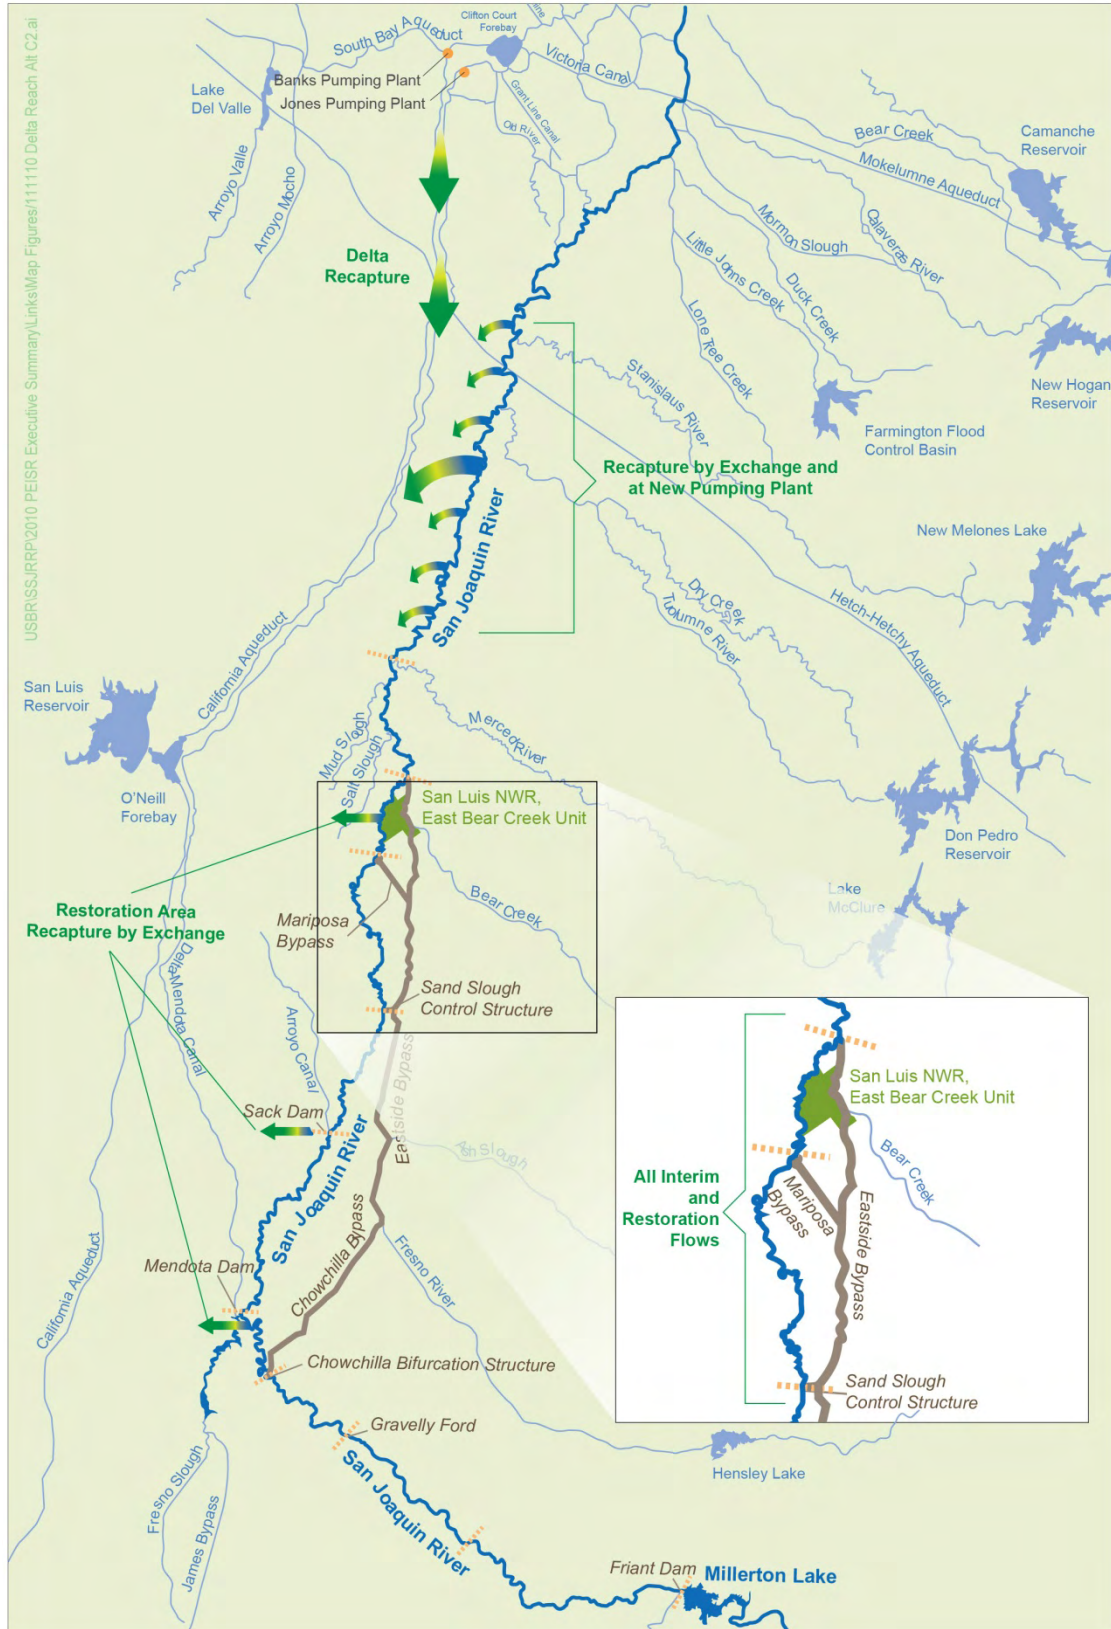 USBR\SSJRRP\2010 PEISR Executive Summary\Links\Map Figures/11110 Delta Reach Alt C2.ai
Clifton Court
Forebay
South Bay Aqueduct
Banks Pumping Plant
Jones Pumping Plant
Victoria Canal
Grant Line Canal
Old River
Lake
Del Valle
Arroyo Valle
Arroyo Mocho
Bear Creek
Camanche
Reservoir
Mokelumne Aqueduct
Mormon Slough
Calaveras River
Little Johns Creek
Duck Creek
Lone Tree Creek
Delta
Recapture
Stanislaus River
New Hogan
Reservoir
Farmington Flood
Control Basin
Recapture by Exchange and
at New Pumping Plant
San Joaquin River
New Melones Lake
Dry Creek
Tuolumne River
Hetch-Hetchy Aqueduct
California Aqueduct
San Luis
Reservoir
O'Neill
Forebay
Mud Slough
Salt Slough
Merced River
San Luis NWR,
East Bear Creek Unit
Don Pedro
Reservoir
Lake
McClure
Restoration Area
Recapture by Exchange
Mariposa
Bypass
Bear Creek
Delta-Mendota Canal
Arroyo Canal
Sand Slough
Control Structure
Eastside Bypass
Sack Dam
Ash Slough
San Joaquin River
Chowchilla Bypass
Fresno River
Mendota Dam
California Aqueduct
Chowchilla Bifurcation Structure
Gravelly Ford
San Joaquin River
Fresno Slough
James Bypass
Friant Dam
Millerton Lake
Hensley Lake
San Luis NWR,
East Bear Creek Unit
All Interim
and
Restoration
Flows
Mariposa
Bypass
Bear Creek
Eastside Bypass
Sand Slough
Control Structure